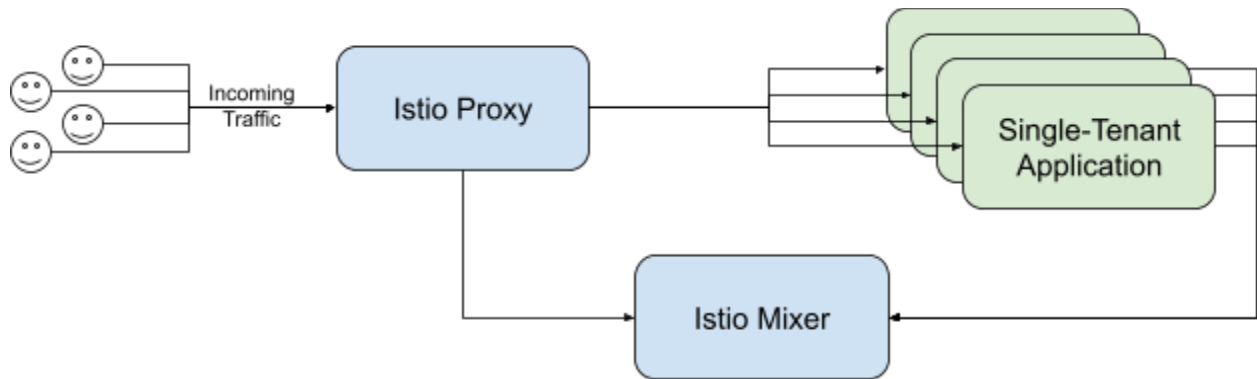 Incoming
Traffic
Istio Proxy
Single-Tenant
Application
Istio Mixer